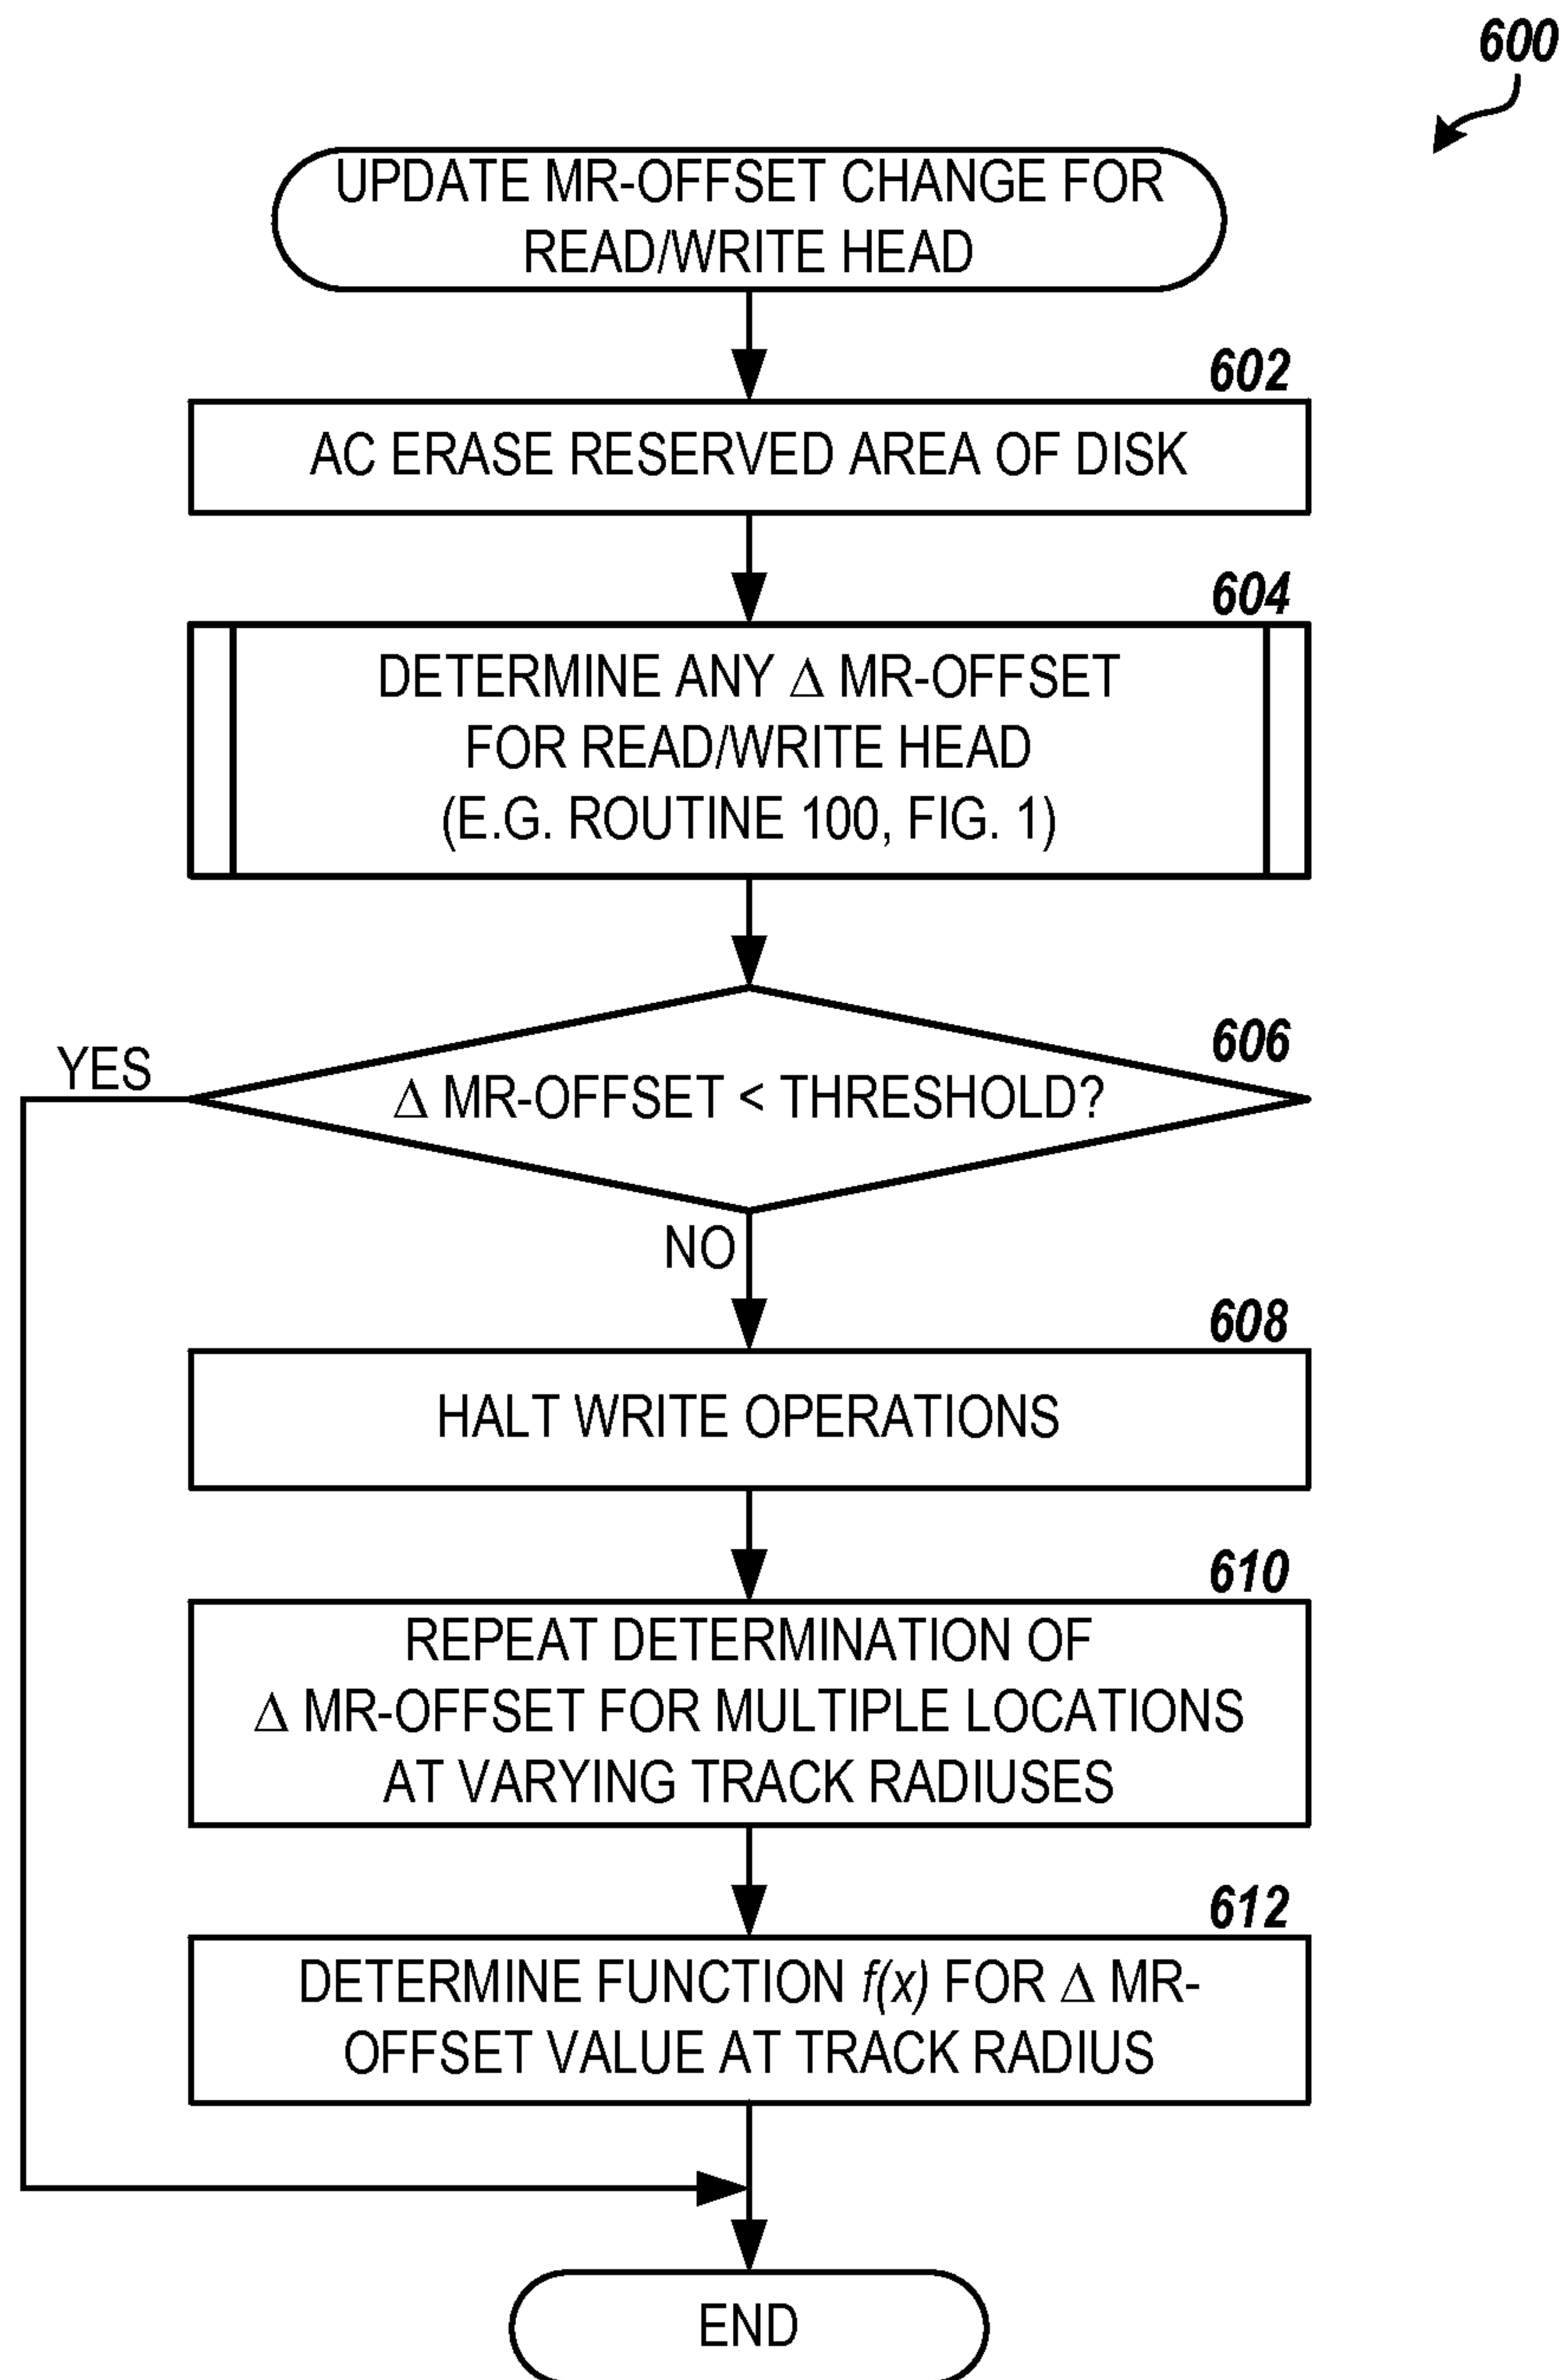 600
UPDATE MR-OFFSET CHANGE FOR
READ/WRITE HEAD
602
AC ERASE RESERVED AREA OF DISK
604
DETERMINE ANY Δ MR-OFFSET
FOR READ/WRITE HEAD
(E.G. ROUTINE 100, FIG. 1)
606
YES
Δ MR-OFFSET < THRESHOLD?
NO
608
HALT WRITE OPERATIONS
610
REPEAT DETERMINATION OF
Δ MR-OFFSET FOR MULTIPLE LOCATIONS
AT VARYING TRACK RADIUSES
612
DETERMINE FUNCTION f(x) FOR Δ MR-
OFFSET VALUE AT TRACK RADIUS
END